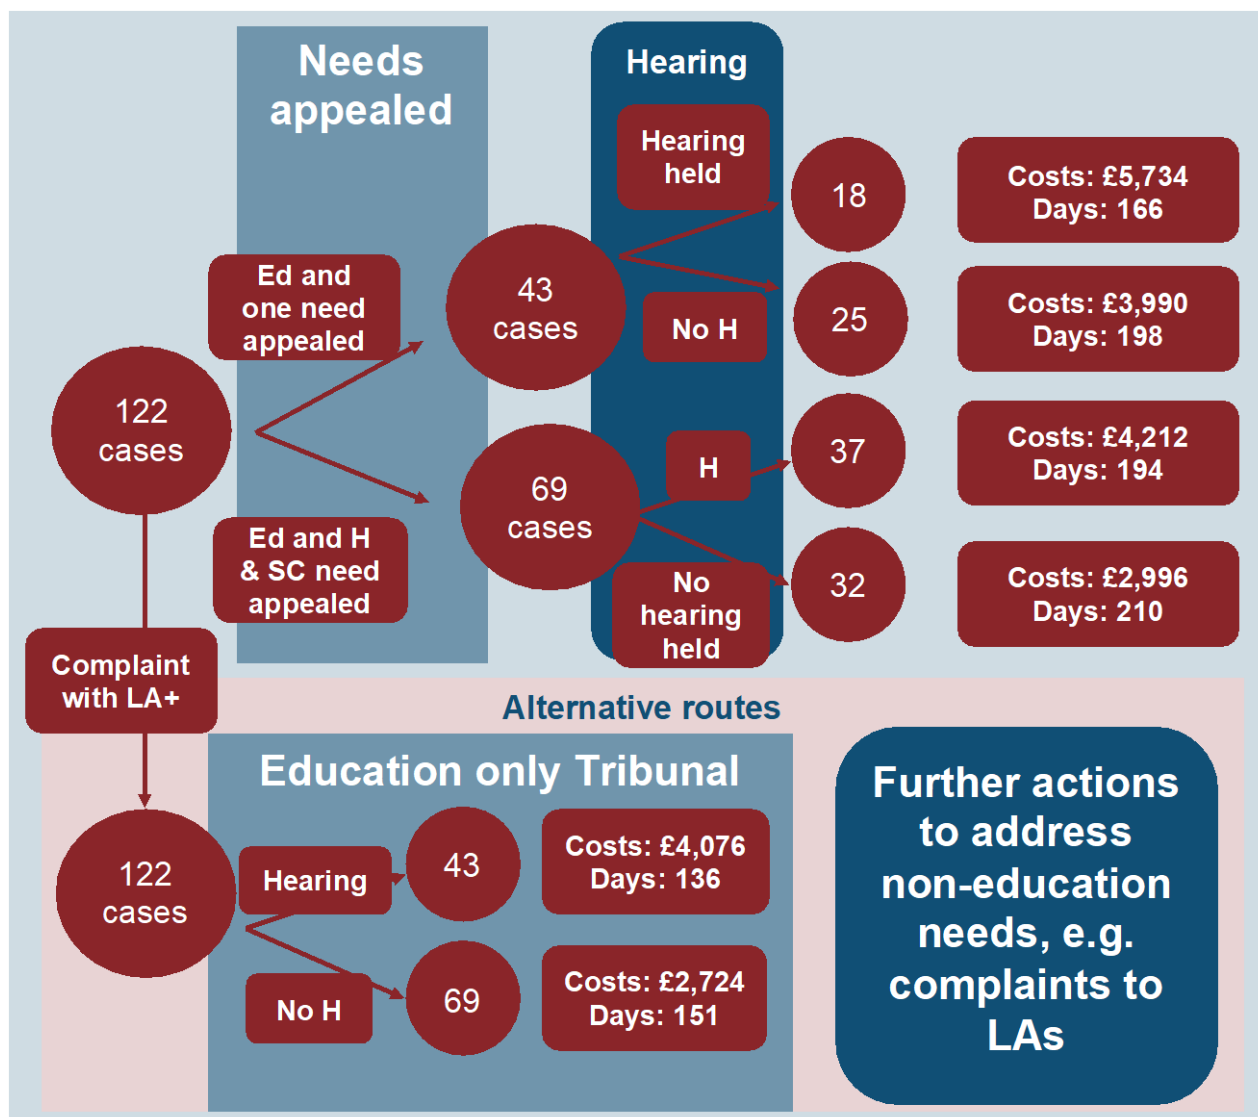 Needs
appealed
Hearing
Hearing
held
18
Costs: £5,734
Days: 166
Ed and
one need
appealed
43
cases
No H
25
Costs: £3,990
Days: 198
122
cases
H
37
Costs: £4,212
Days: 194
69
cases
Ed and H
& SC need
appealed
No
hearing
held
32
Costs: £2,996
Days: 210
Complaint
with LA+
Alternative routes
Education only Tribunal
122
cases
Hearing
43
Costs: £4,076
Days: 136
No H
69
Costs: £2,724
Days: 151
Further actions
to address
non-education
needs, e.g.
complaints to
LAs